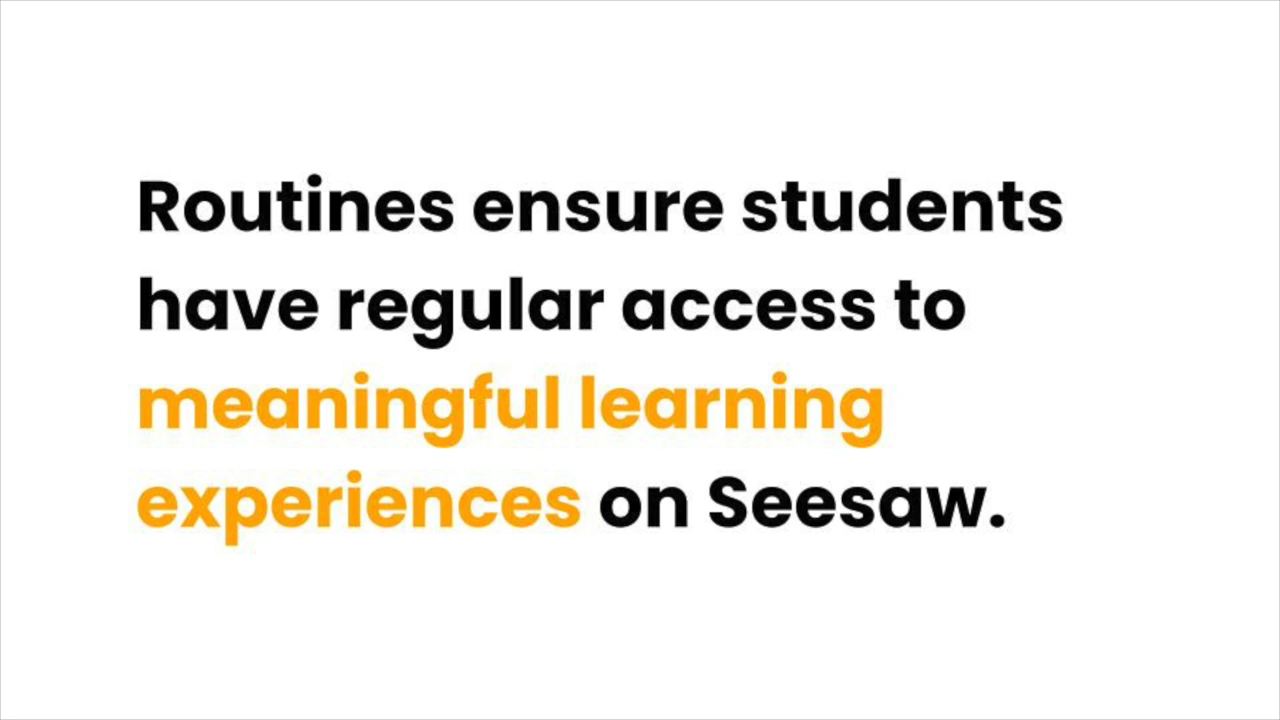 Routines ensure students
have regular access to
meaningful learning
experiences on Seesaw.